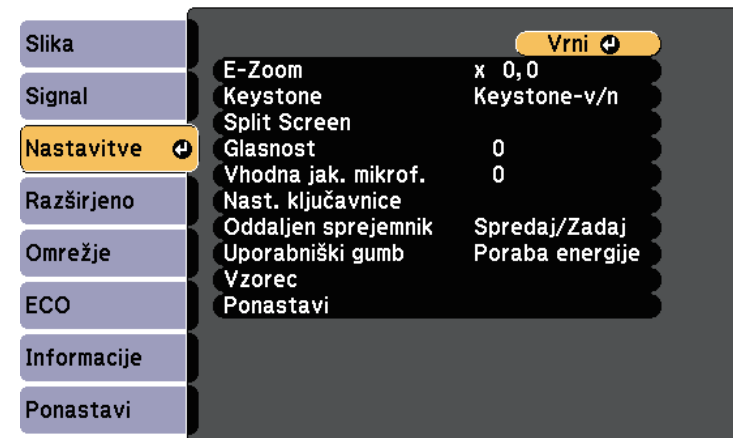 Slika
Signal
Nastavitve
Razširjeno
Omrežje
ECO
Informacije
Ponastavi
Vrni
E-Zoom x 0,0
Keystone Keystone-v/n
Split Screen
Glasnost 0
Vhodna jak. mikrof. 0
Nast. ključavnice
Oddaljen sprejemnik Spredaj/Zadaj
Uporabniški gumb Poraba energije
Vzorec
Ponastavi